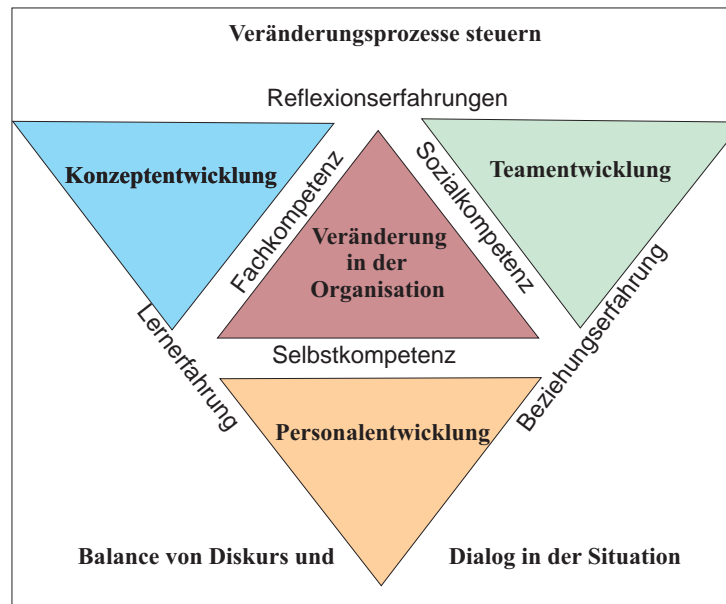 Veränderungsprozesse steuern
Reflexionserfahrungen
Konzeptentwicklung
Fachkompetenz
Sozialkompetenz
Teamentwicklung
Veränderung
in der
Organisation
Lernerfahrung
Selbstkompetenz
Beziehungserfahrung
Personalentwicklung
Balance von Diskurs und
Dialog in der Situation